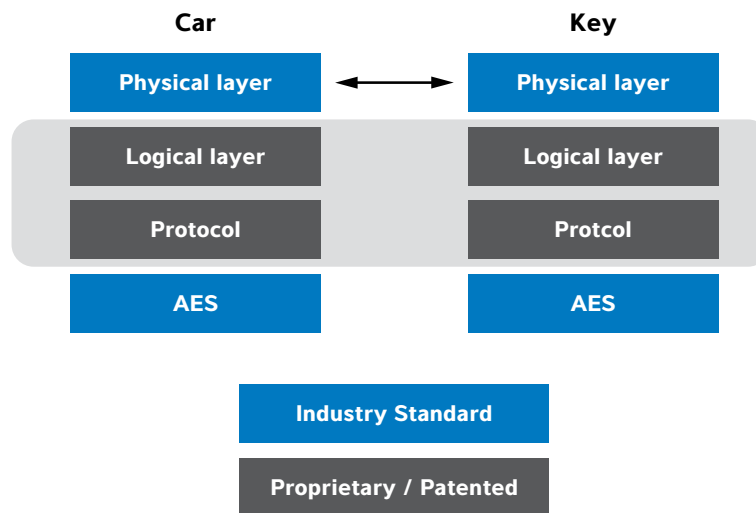 Car Key
Physical layer Physical layer
Logical layer Logical layer
Protocol Protcol
AES AES
Industry Standard
Proprietary / Patented